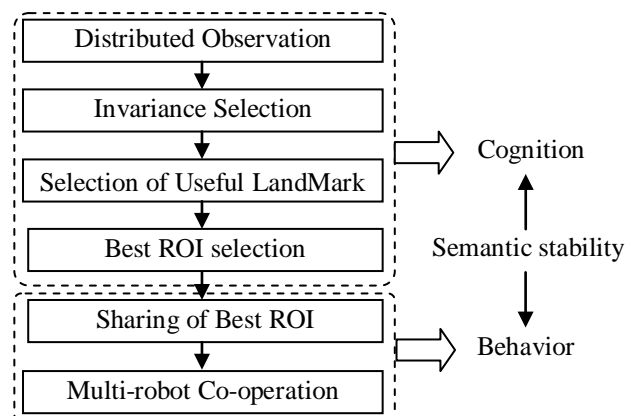 Distributed Observation
Invariance Selection
Selection of Useful LandMark
Best ROI selection
Sharing of Best ROI
Multi-robot Co-operation
Cognition
Semantic stability
Behavior